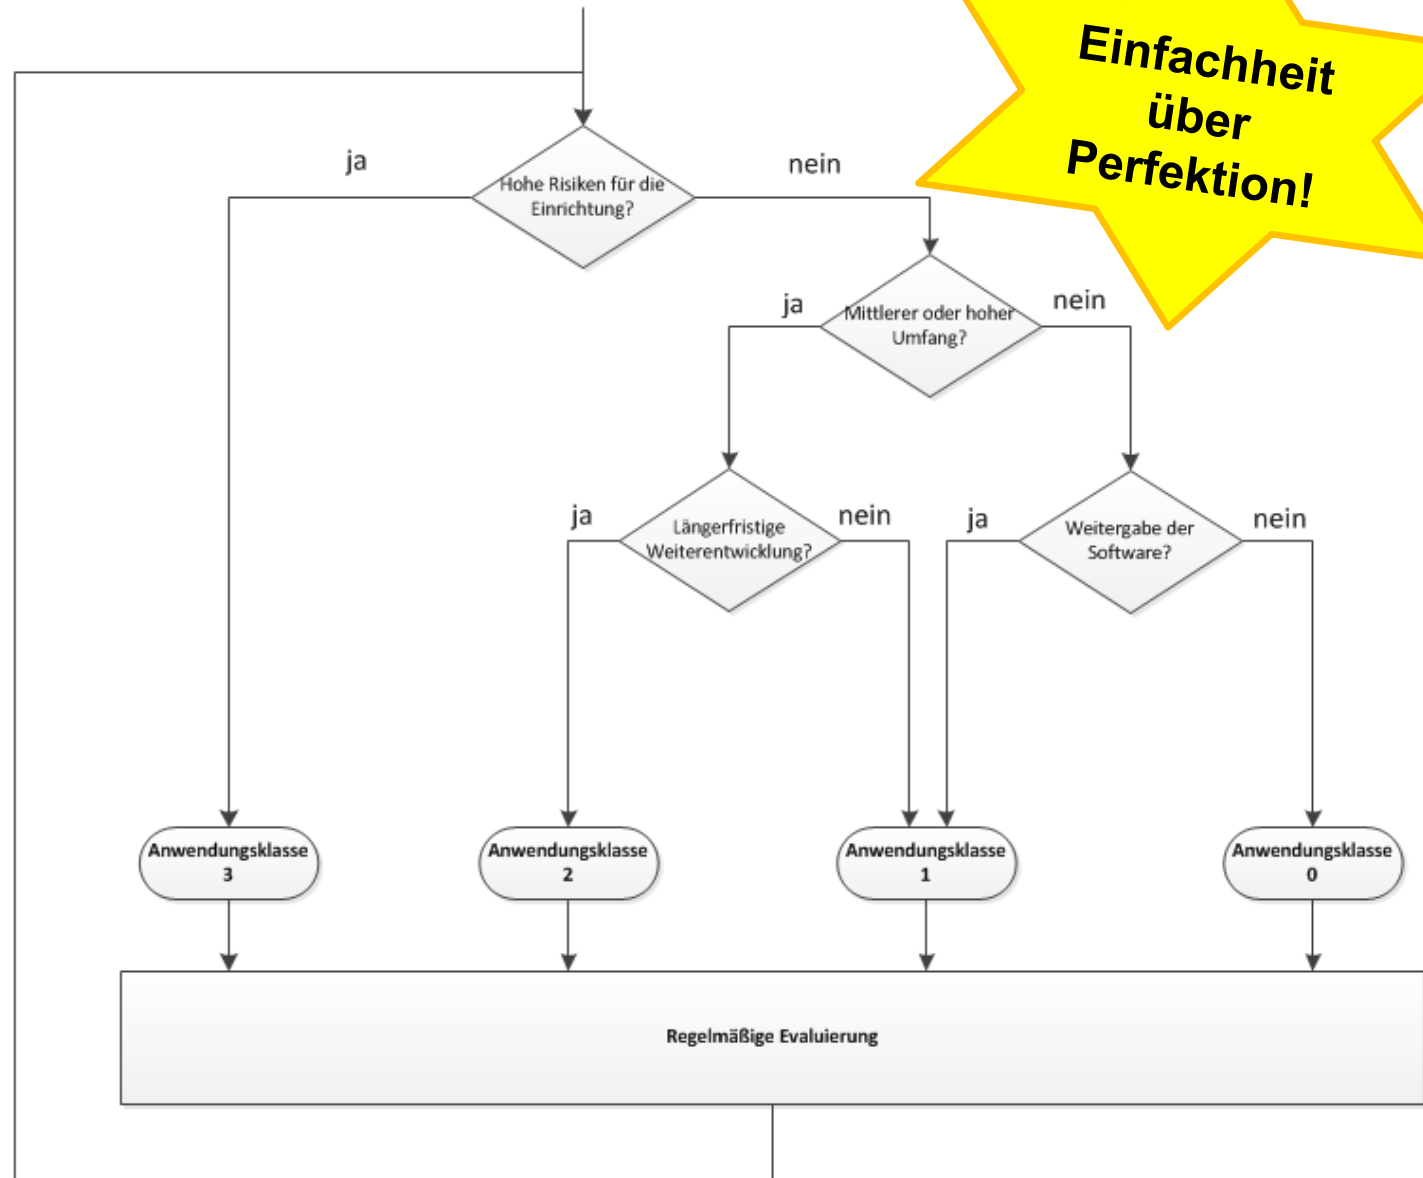 Einfachheit
über
Perfektion!
ja
nein
Hohe Risiken für die
Einrichtung?
ja
nein
Mittlerer oder hoher
Umfang?
ja
nein
ja
nein
Längerfristige
Weiterentwicklung?
Weitergabe der
Software?
Anwendungsklasse
3
Anwendungsklasse
2
Anwendungsklasse
1
Anwendungsklasse
0
Regelmäßige Evaluierung